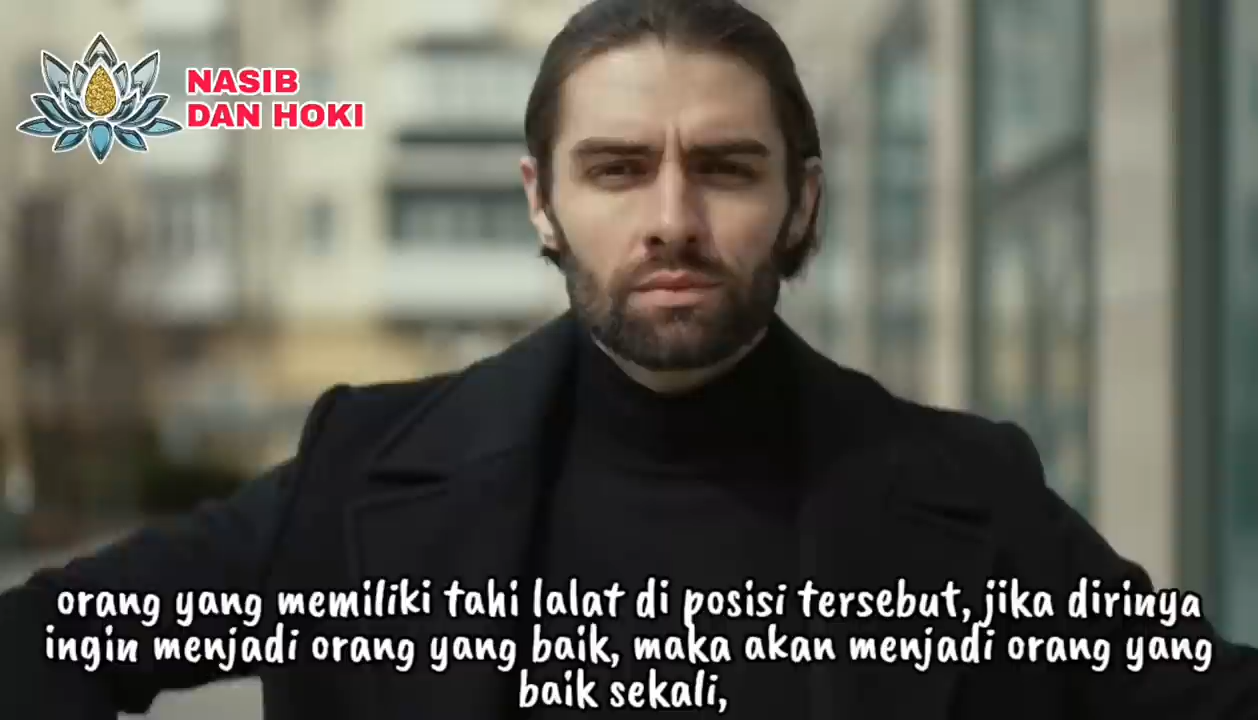 NASIB
DAN HOKI
orang yang memiliki tahi lalat di posisi tersebut, jika dirinya
ingin menjadi orang yang baik, maka akan menjadi orang yang
baik sekali,